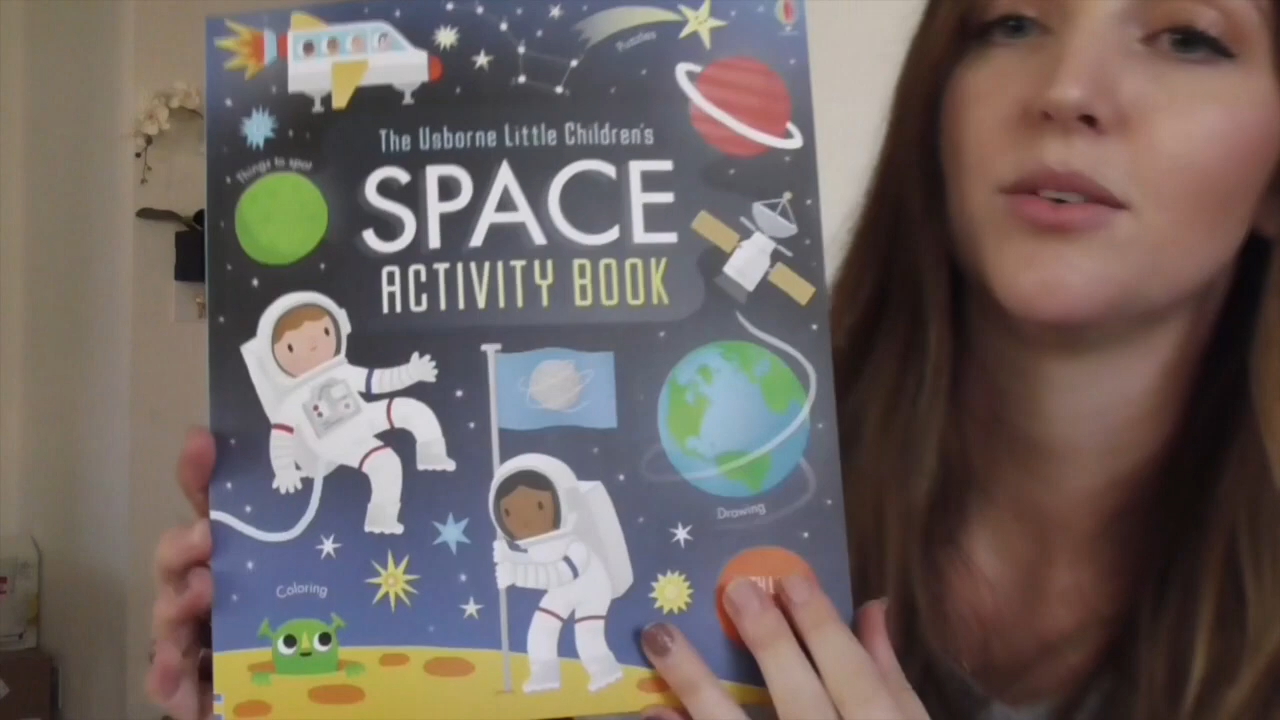 Puzzles
The Usborne Little Children's
SPACE
ACTIVITY BOOK
Things to spot
Drawing
Coloring